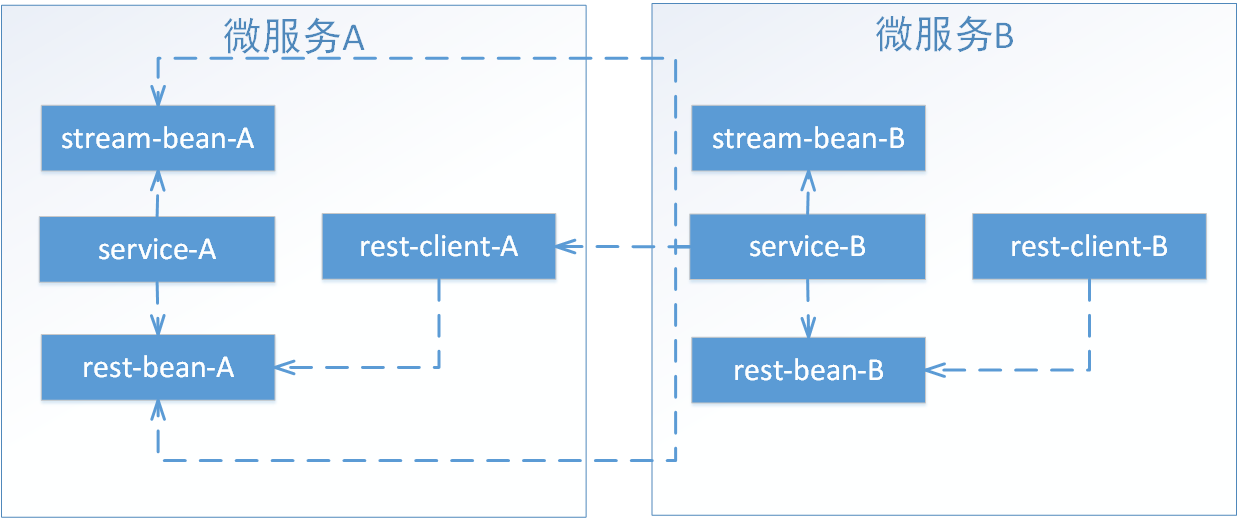 微服务A
stream-bean-A
service-A
rest-client-A
rest-bean-A
微服务B
stream-bean-B
service-B
rest-client-B
rest-bean-B